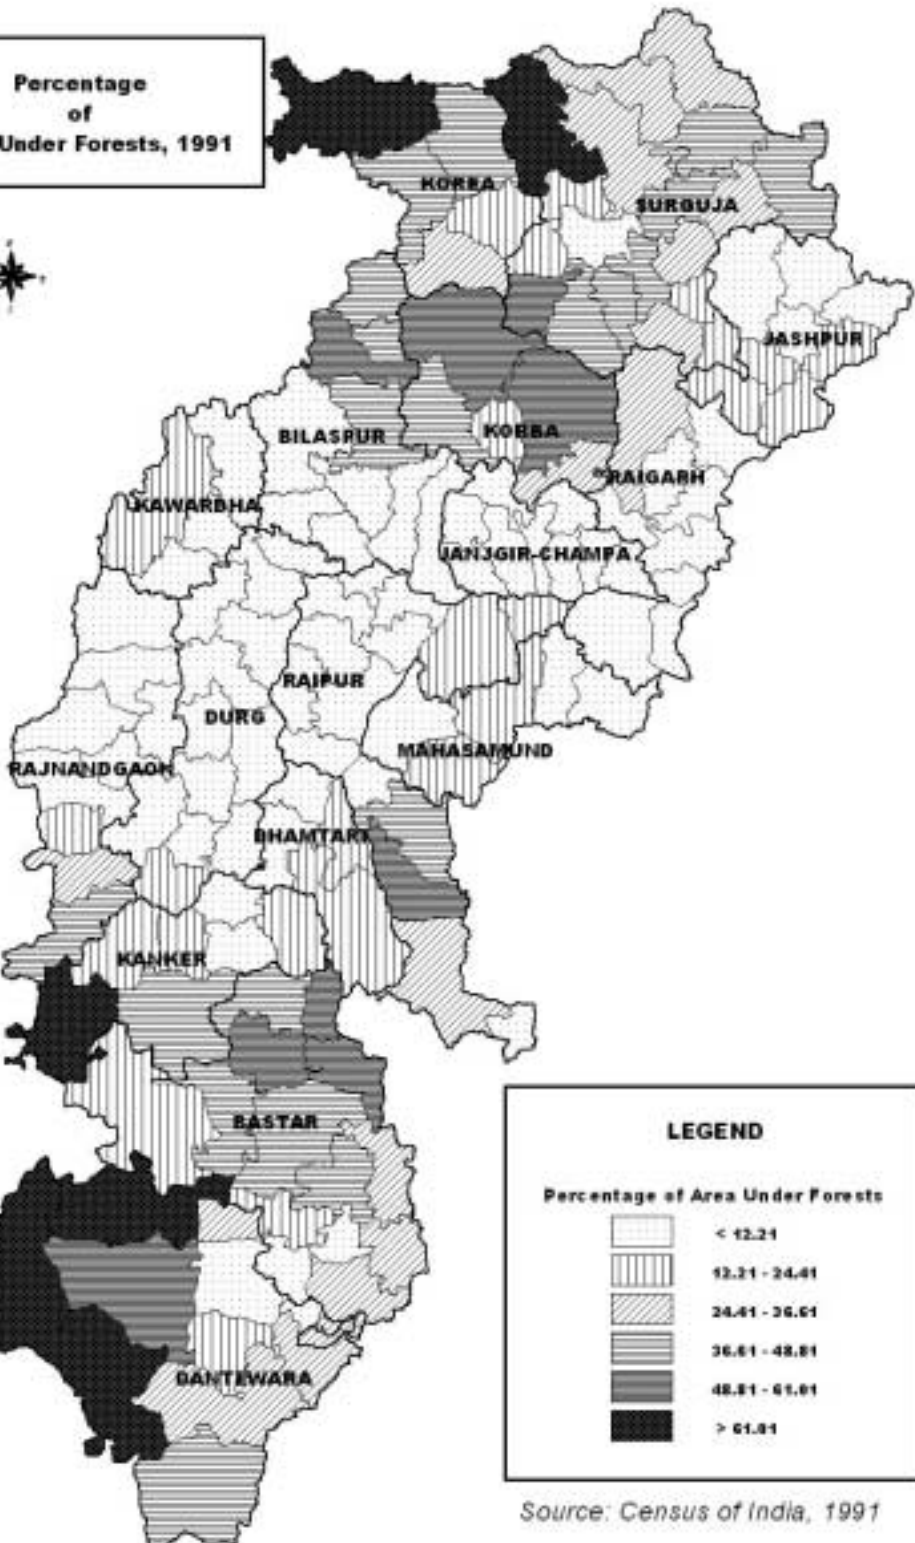 Percentage
of
Under Forests, 1991
KOREA
SURGUJA
JASHPUR
BILASPUR
KORBA
RAIGARH
KAWARDHA
JANJGIR-CHAMPA
RAIPUR
DURG
MAHASAMUND
RAJNANDGAON
DHAMTARI
KANKER
BASTAR
DANTEWARA
LEGEND
Percentage of Area Under Forests
< 12.21
12.21 - 24.41
24.41 - 36.61
36.61 - 48.81
48.81 - 61.01
> 61.01
Source: Census of India, 1991